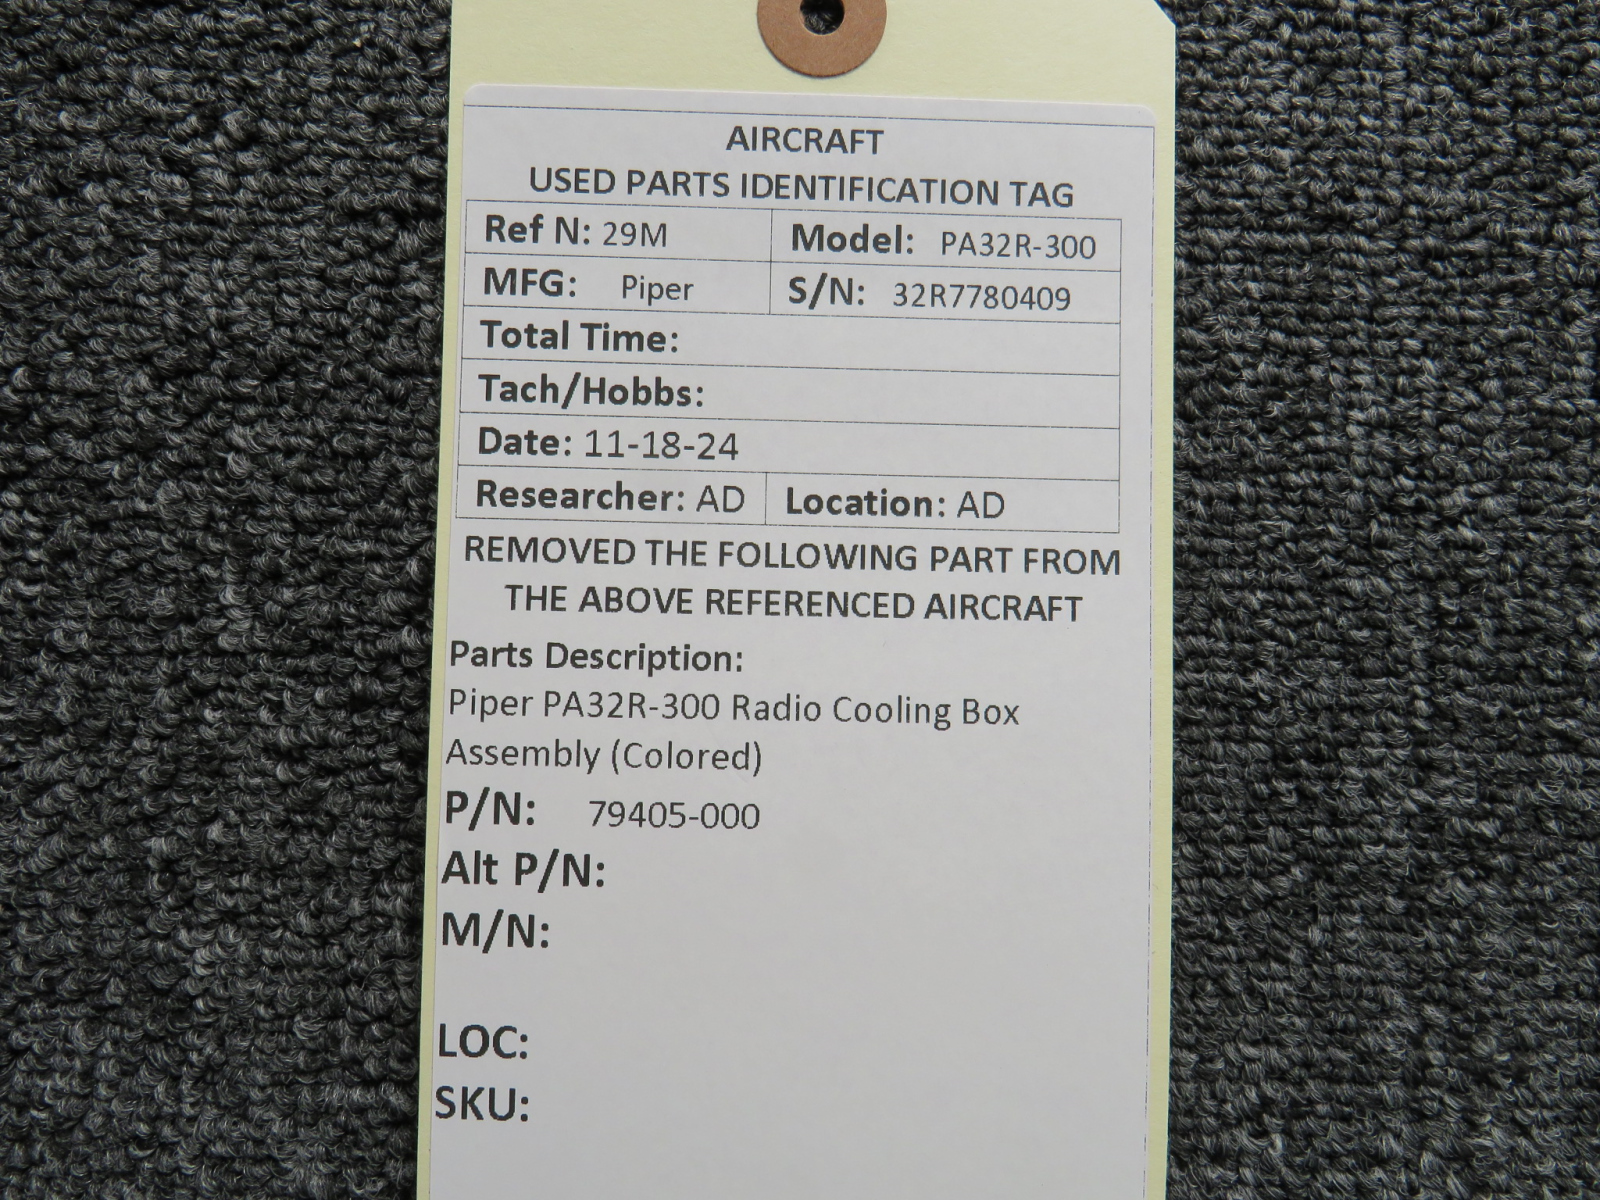 AIRCRAFT
USED PARTS IDENTIFICATION TAG
Ref N: 29M Model: PA32R-300
MFG: Piper S/N: 32R7780409
Total Time:
Tach/Hobbs:
Date: 11-18-24
Researcher: AD Location: AD
REMOVED THE FOLLOWING PART FROM
THE ABOVE REFERENCED AIRCRAFT
Parts Description:
Piper PA32R-300 Radio Cooling Box
Assembly (Colored)
P/N: 79405-000
Alt P/N:
M/N:
LOC:
SKU: